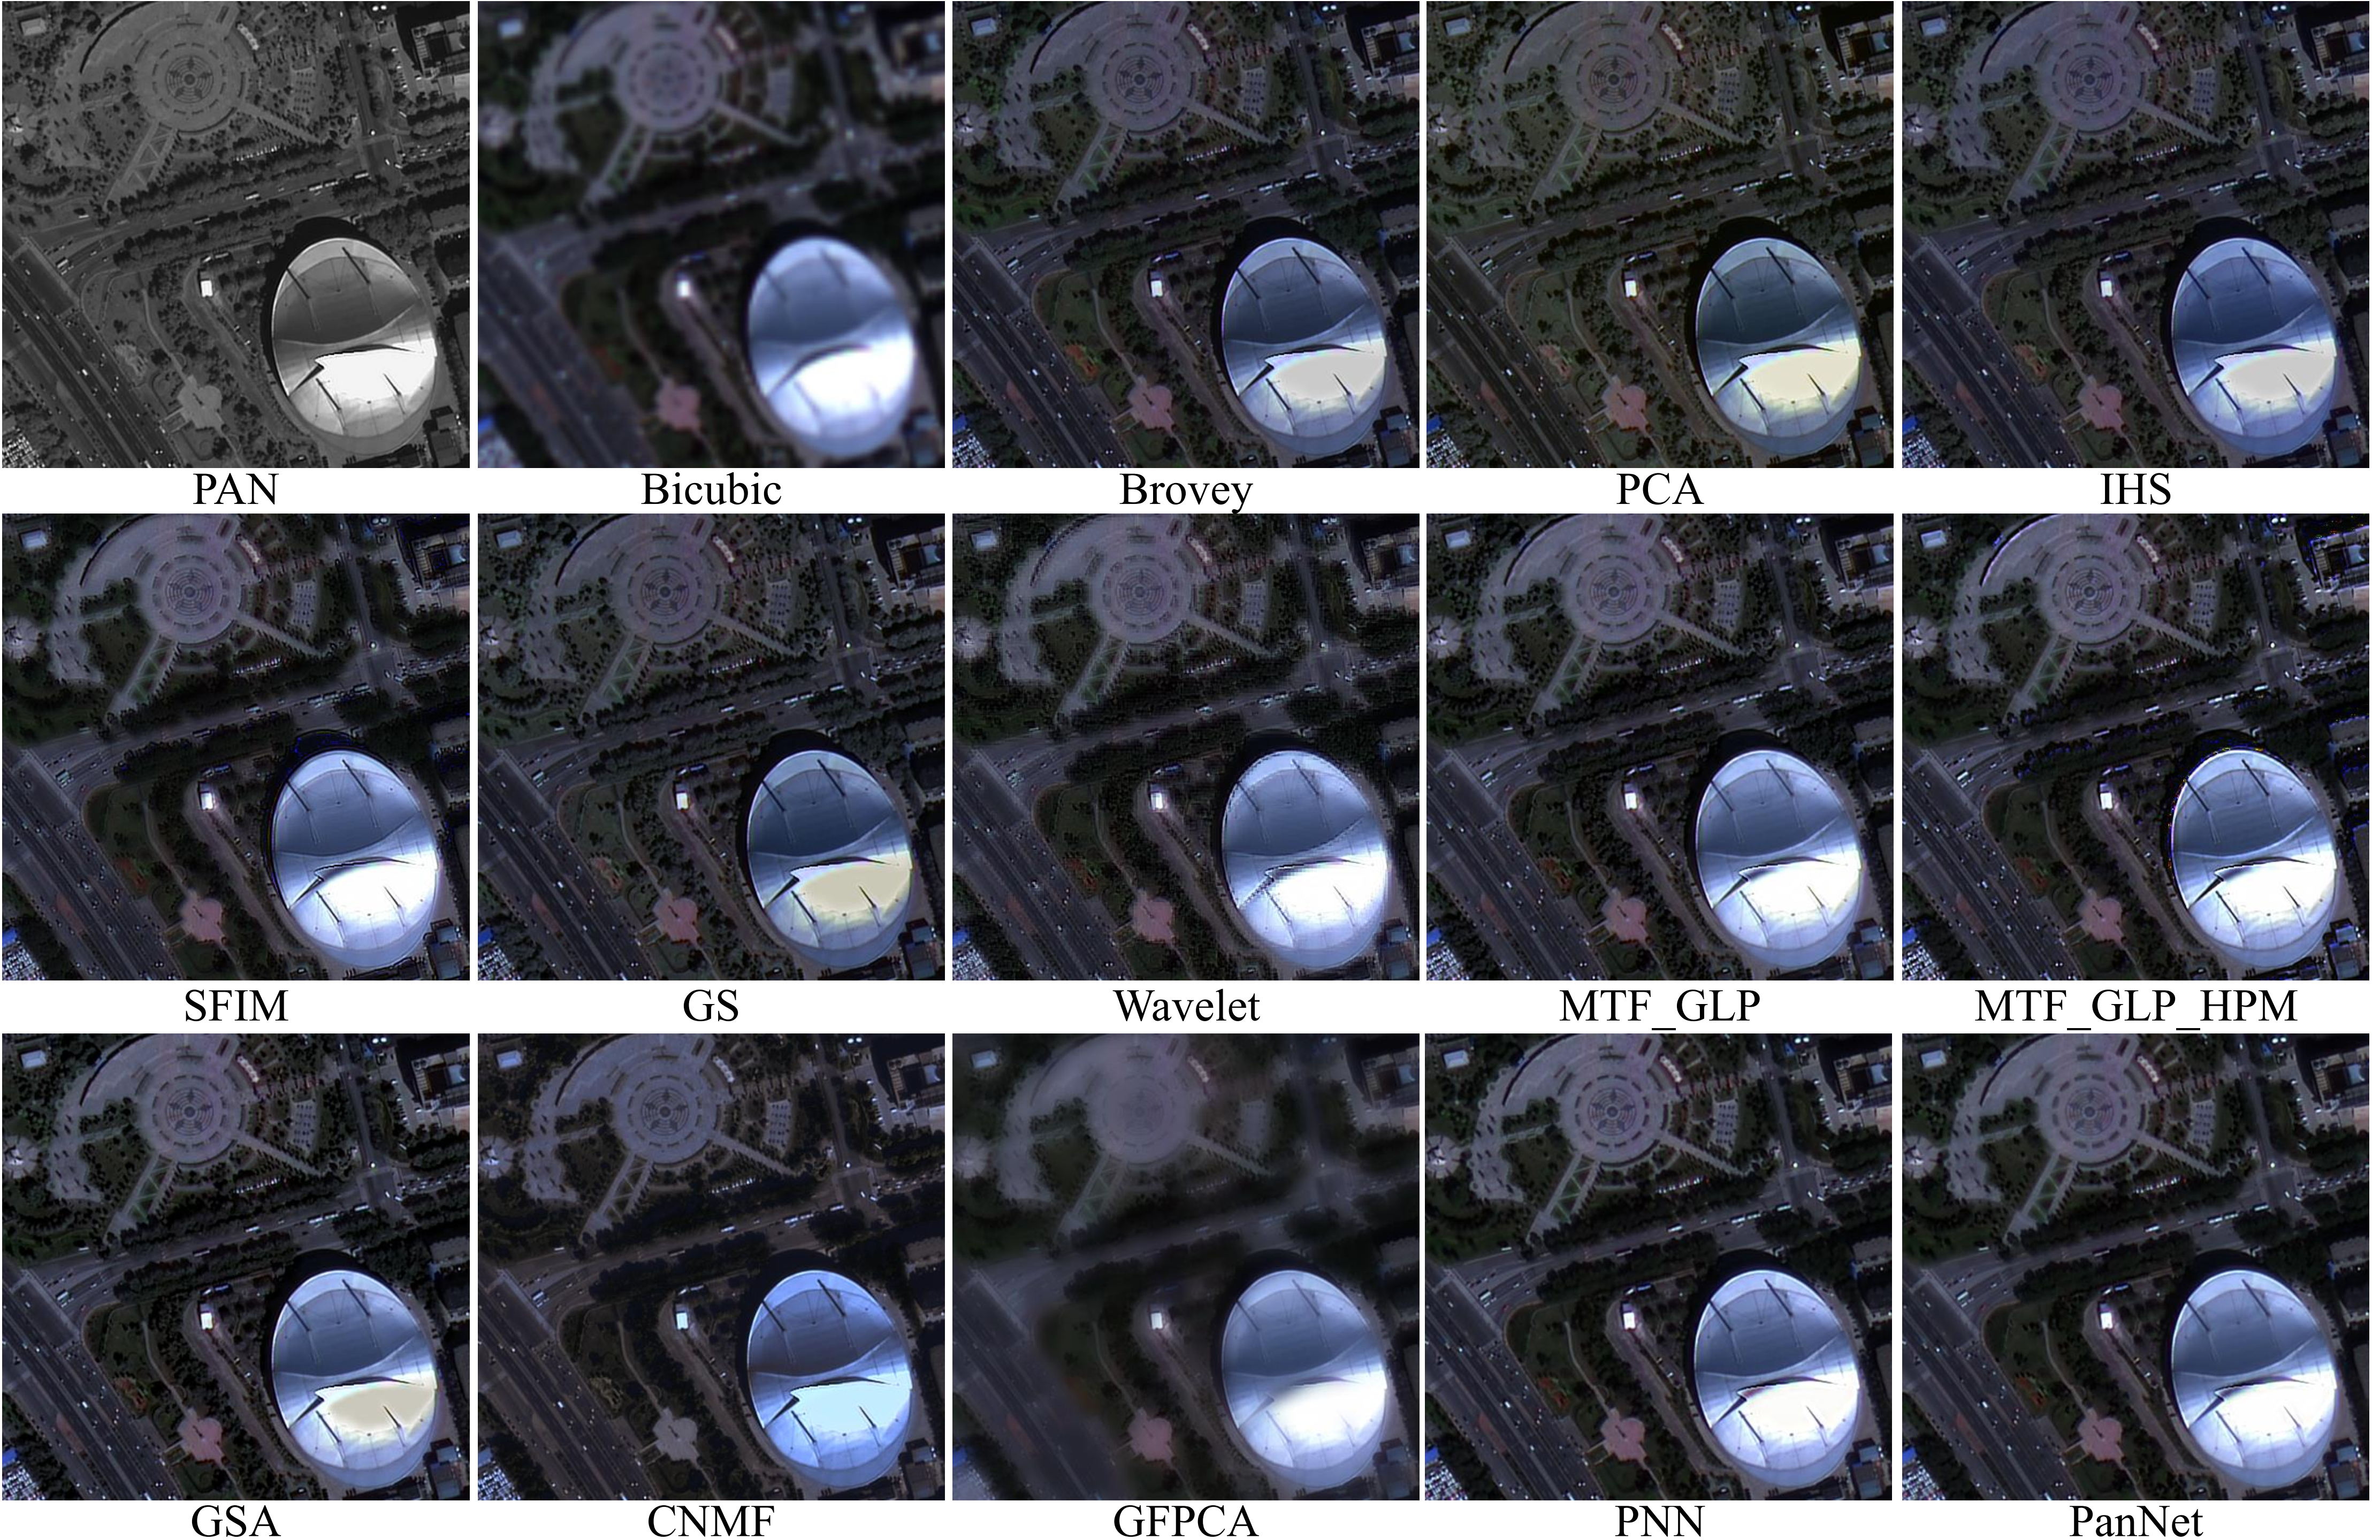 PAN Bicubic Brovey PCA IHS
SFIM GS Wavelet MTF_GLP MTF_GLP_HPM
GSA CNMF GFPCA PNN PanNet